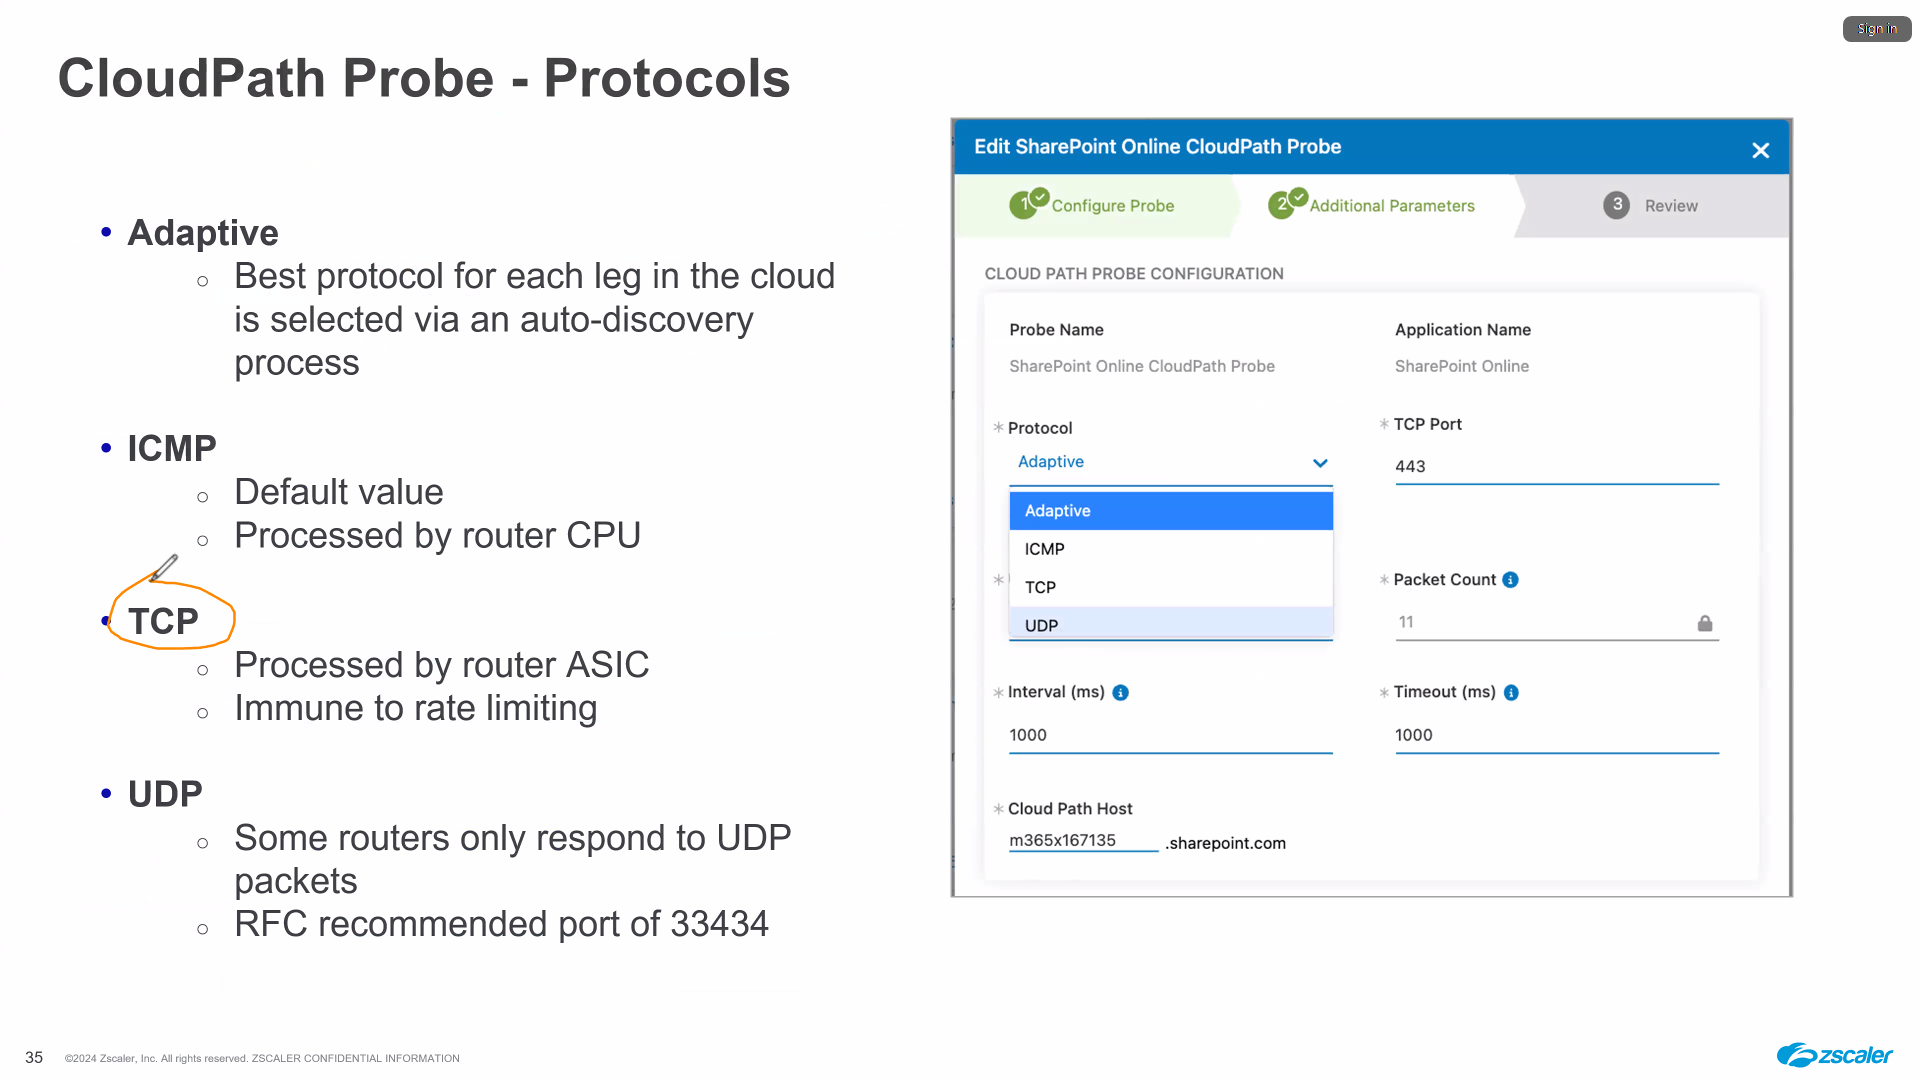 Sign in
CloudPath Probe - Protocols
• Adaptive
○ Best protocol for each leg in the cloud
is selected via an auto-discovery
process
• ICMP
○ Default value
○ Processed by router CPU
• TCP
○ Processed by router ASIC
○ Immune to rate limiting
• UDP
○ Some routers only respond to UDP
packets
○ RFC recommended port of 33434
Edit SharePoint Online CloudPath Probe
1 Configure Probe
2 Additional Parameters
3 Review
CLOUD PATH PROBE CONFIGURATION
Probe Name
SharePoint Online CloudPath Probe
Application Name
SharePoint Online
* Protocol
Adaptive
Adaptive
ICMP
TCP
UDP
* TCP Port
443
* Packet Count
11
* Interval (ms)
1000
* Timeout (ms)
1000
* Cloud Path Host
m365x167135 .sharepoint.com
35 ©2024 Zscaler, Inc. All rights reserved. ZSCALER CONFIDENTIAL INFORMATION
zscaler